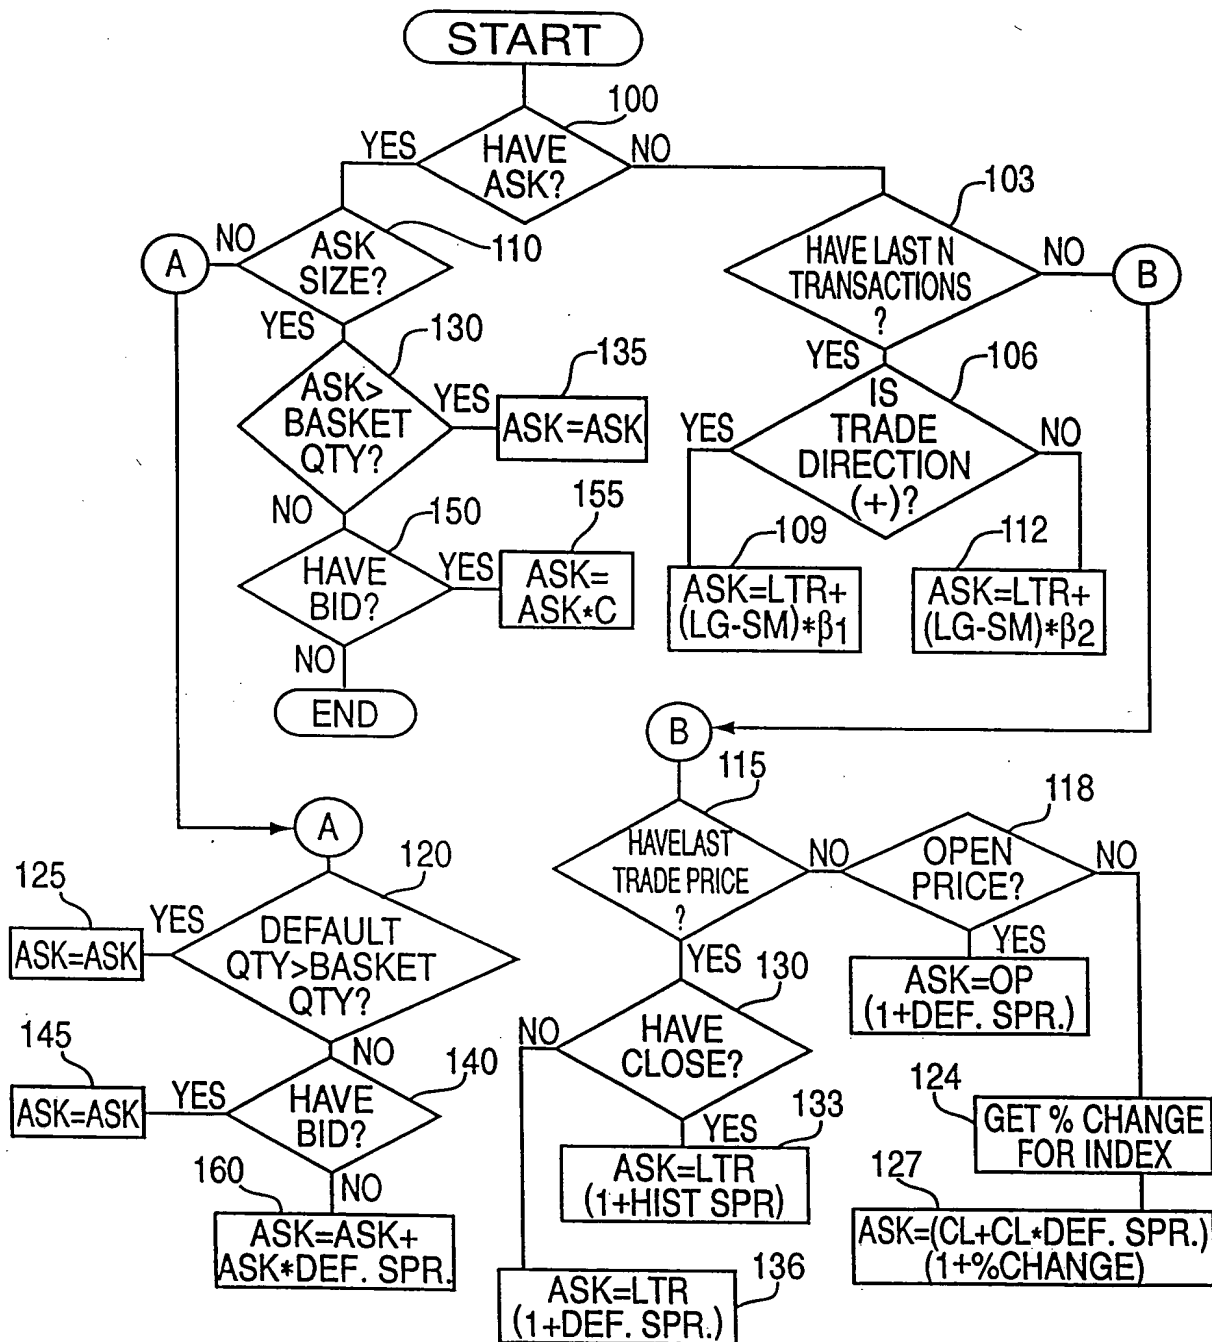 START
100
YES
HAVE
ASK?
NO
103
A
NO
ASK
SIZE?
110
HAVE LAST N
TRANSACTIONS
?
NO
B
YES
130
ASK>
BASKET
QTY?
YES
135
ASK=ASK
YES
106
IS
TRADE
DIRECTION
(+)?
YES
NO
NO
150
HAVE
BID?
YES
155
ASK=
ASK*C
109
ASK=LTR+
(LG-SM)*β1
112
ASK=LTR+
(LG-SM)*β2
NO
END
B
115
HAVELAST
TRADE PRICE
?
NO
118
OPEN
PRICE?
NO
A
120
125
YES
ASK=ASK
DEFAULT
QTY>BASKET
QTY?
YES
ASK=OP
(1+DEF. SPR.)
YES
130
HAVE
CLOSE?
NO
NO
145
ASK=ASK
YES
140
HAVE
BID?
YES
133
ASK=LTR
(1+HIST SPR)
124
GET % CHANGE
FOR INDEX
NO
160
ASK=ASK+
ASK*DEF. SPR.
127
ASK=(CL+CL*DEF. SPR.)
(1+%CHANGE)
136
ASK=LTR
(1+DEF. SPR.)